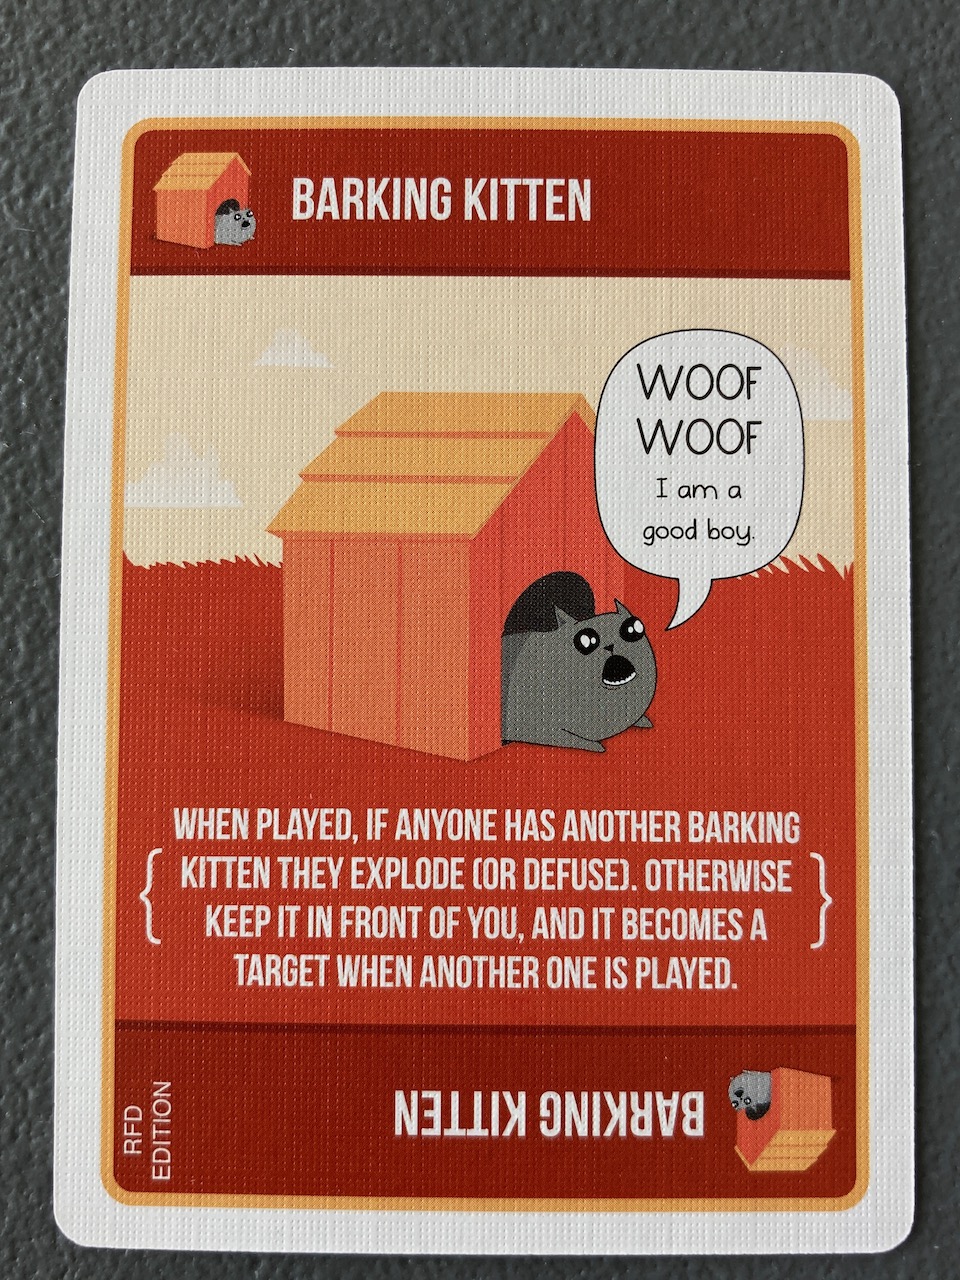 BARKING KITTEN
WOOF
WOOF
I am a
good boy.
WHEN PLAYED, IF ANYONE HAS ANOTHER BARKING
{ KITTEN THEY EXPLODE (OR DEFUSE). OTHERWISE }
KEEP IT IN FRONT OF YOU, AND IT BECOMES A
TARGET WHEN ANOTHER ONE IS PLAYED.
RFD
EDITION
BARKING KITTEN